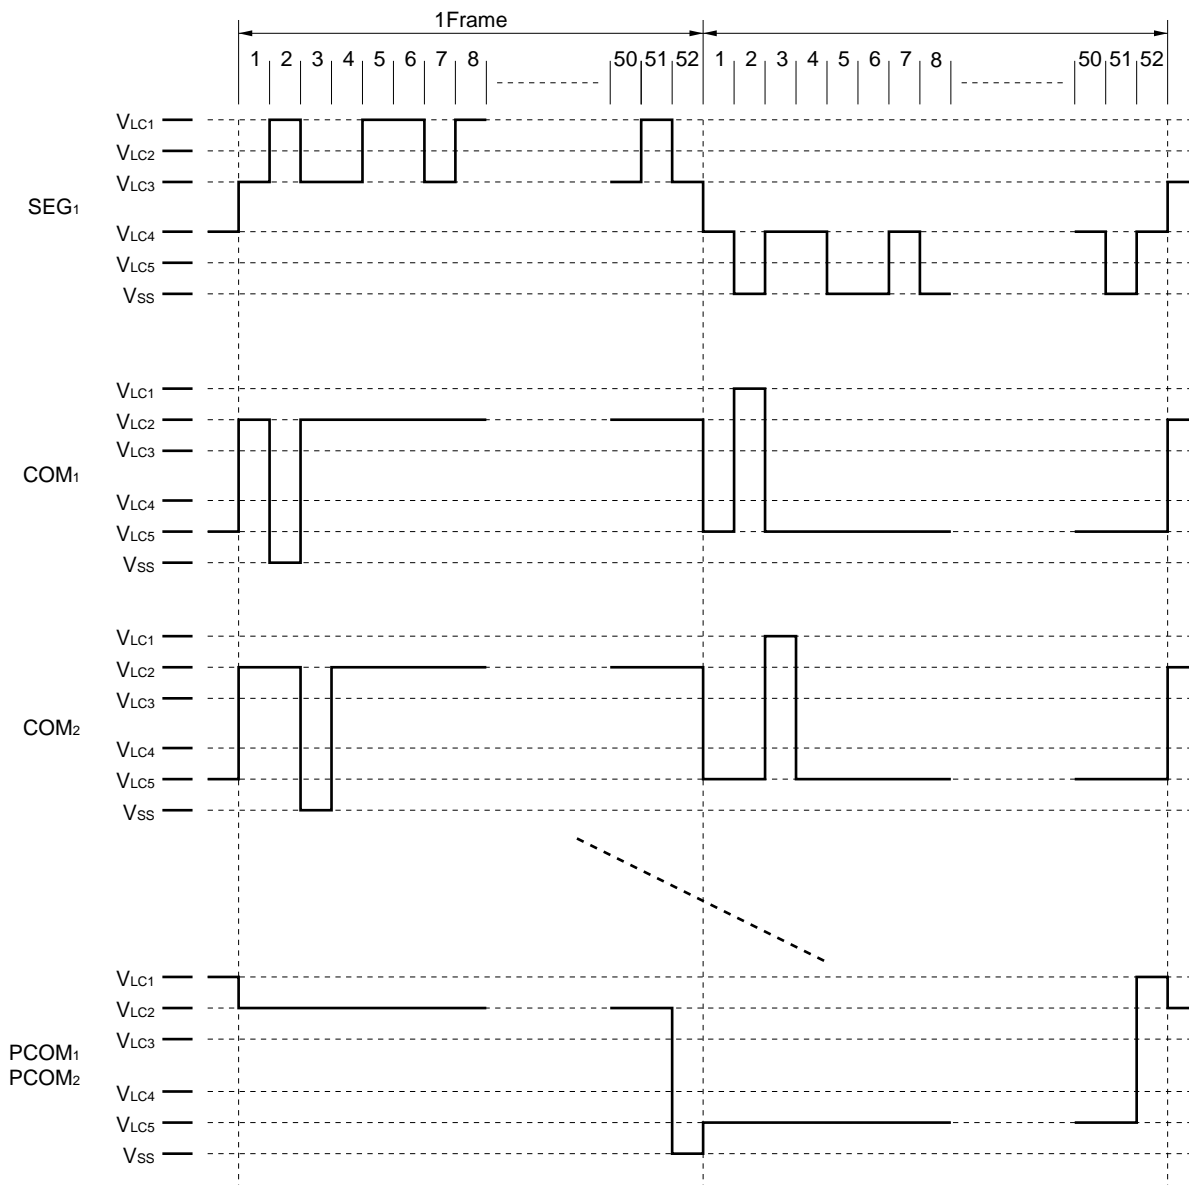 1Frame
1 2 3 4 5 6 7 8 50 51 52 1 2 3 4 5 6 7 8 50 51 52
SEG1
VLC1
VLC2
VLC3
VLC4
VLC5
VSS
COM1
VLC1
VLC2
VLC3
VLC4
VLC5
VSS
COM2
VLC1
VLC2
VLC3
VLC4
VLC5
VSS
PCOM1
PCOM2
VLC1
VLC2
VLC3
VLC4
VLC5
VSS